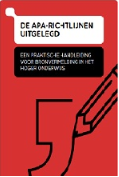 DE APA-RICHTLIJNEN
UITGELEGD
EEN PRAKTISCHE HANDLEIDING
VOOR BRONVERMELDING IN HET
HOGER ONDERWIJS